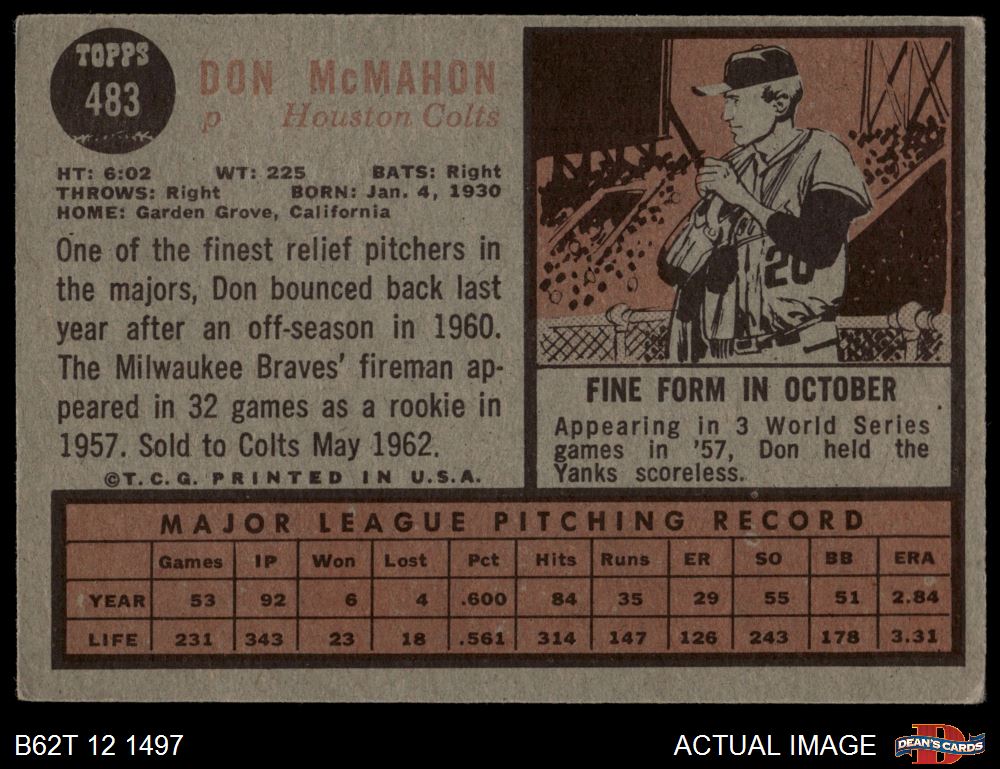 TOPPS
483
DON McMAHON
p Houston Colts
HT: 6:02 WT: 225 BATS: Right
THROWS: Right BORN: Jan. 4, 1930
HOME: Garden Grove, California
One of the finest relief pitchers in
the majors, Don bounced back last
year after an off-season in 1960.
The Milwaukee Braves' fireman ap-
peared in 32 games as a rookie in
1957. Sold to Colts May 1962.
©T.C.G. PRINTED IN U.S.A.
20
FINE FORM IN OCTOBER
Appearing in 3 World Series
games in '57, Don held the
Yanks scoreless.
MAJOR LEAGUE PITCHING RECORD
Games IP Won Lost Pct Hits Runs ER SO BB ERA
YEAR 53 92 6 4 .600 84 35 29 55 51 2.84
LIFE 231 343 23 18 .561 314 147 126 243 178 3.31
B62T 12 1497
ACTUAL IMAGE
D
DEAN'S CARDS